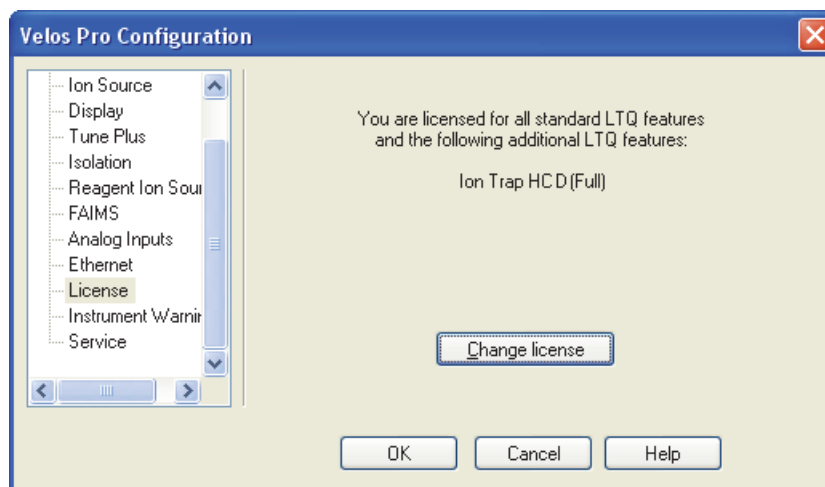 Velos Pro Configuration
Ion Source
Display
Tune Plus
Isolation
Reagent Ion Sour
FAIMS
Analog Inputs
Ethernet
License
Instrument Warnin
Service
You are licensed for all standard LTQ features
and the following additional LTQ features:
Ion Trap HCD(Full)
Change license
OK
Cancel
Help